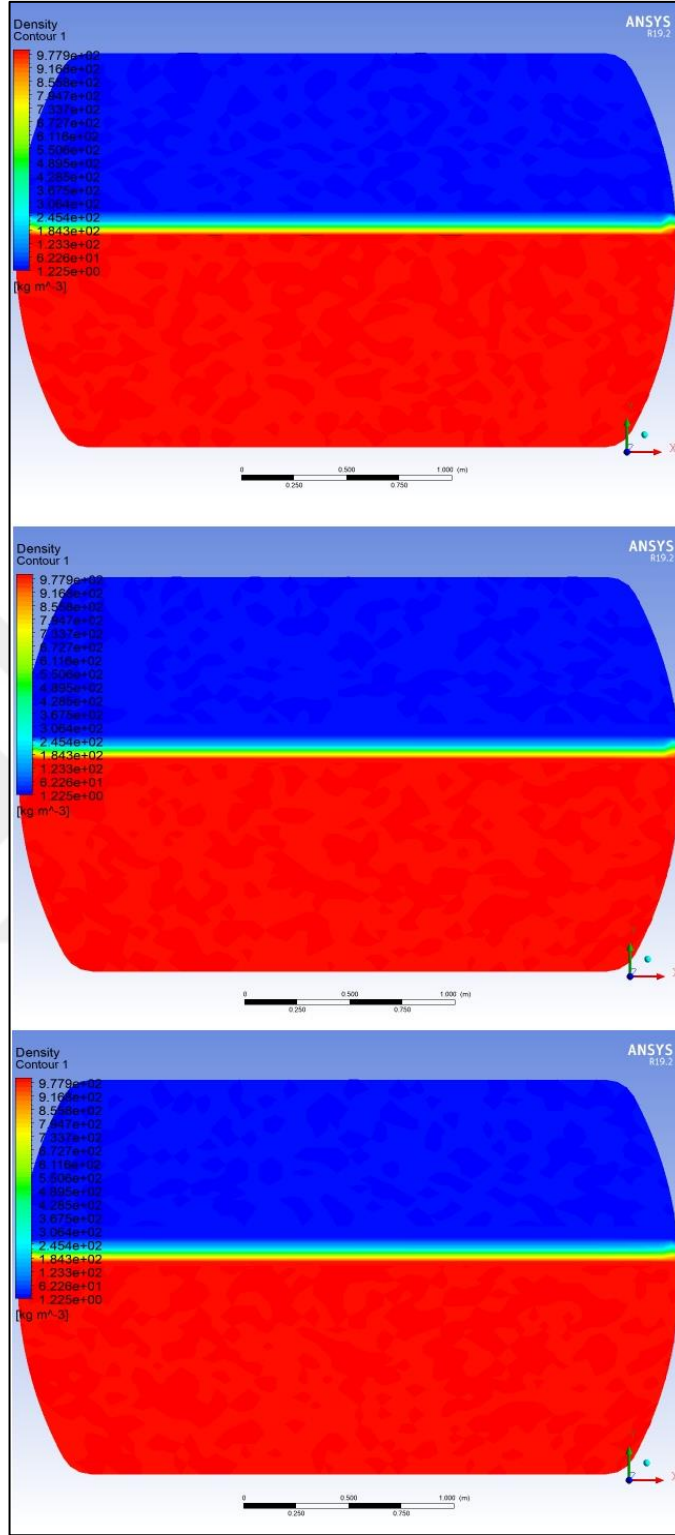 Density
Contour 1
ANSYS
R19.2
9.779e+02
9.168e+02
8.558e+02
7.947e+02
7.337e+02
6.727e+02
6.116e+02
5.506e+02
4.895e+02
4.285e+02
3.675e+02
3.064e+02
2.454e+02
1.843e+02
1.233e+02
6.226e+01
1.225e+00
[kg m^-3]
X
0 0.500 1.000 (m)
0.250 0.750
Density
Contour 1
ANSYS
R19.2
9.779e+02
9.168e+02
8.558e+02
7.947e+02
7.337e+02
6.727e+02
6.116e+02
5.506e+02
4.895e+02
4.285e+02
3.675e+02
3.064e+02
2.454e+02
1.843e+02
1.233e+02
6.226e+01
1.225e+00
[kg m^-3]
0 0.500 1.000 (m)
0.250 0.750
Density
Contour 1
ANSYS
R19.2
9.779e+02
9.168e+02
8.558e+02
7.947e+02
7.337e+02
6.727e+02
6.116e+02
5.506e+02
4.895e+02
4.285e+02
3.675e+02
3.064e+02
2.454e+02
1.843e+02
1.233e+02
6.226e+01
1.225e+00
[kg m^-3]
X
0 0.500 1.000 (m)
0.250 0.750